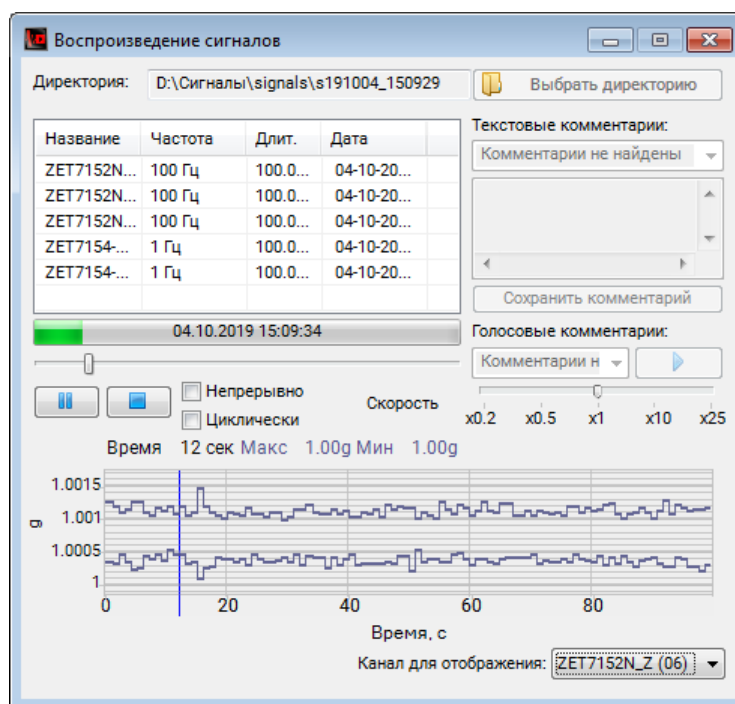 Воспроизведение сигналов
Директория: D:\Сигналы\signals\s191004_150929 Выбрать директорию
Название Частота Длит. Дата
ZET7152N... 100 Гц 100.0... 04-10-20...
ZET7152N... 100 Гц 100.0... 04-10-20...
ZET7152N... 100 Гц 100.0... 04-10-20...
ZET7154-... 1 Гц 100.0... 04-10-20...
ZET7154-... 1 Гц 100.0... 04-10-20...
Текстовые комментарии:
Комментарии не найдены
Сохранить комментарий
04.10.2019 15:09:34
Голосовые комментарии:
Комментарии н
Непрерывно
Циклически
Скорость
x0.2 x0.5 x1 x10 x25
Время 12 сек Макс 1.00g Мин 1.00g
1.0015
1.001
1.0005
1
g
0 20 40 60 80
Время, с
Канал для отображения: ZET7152N_Z (06)